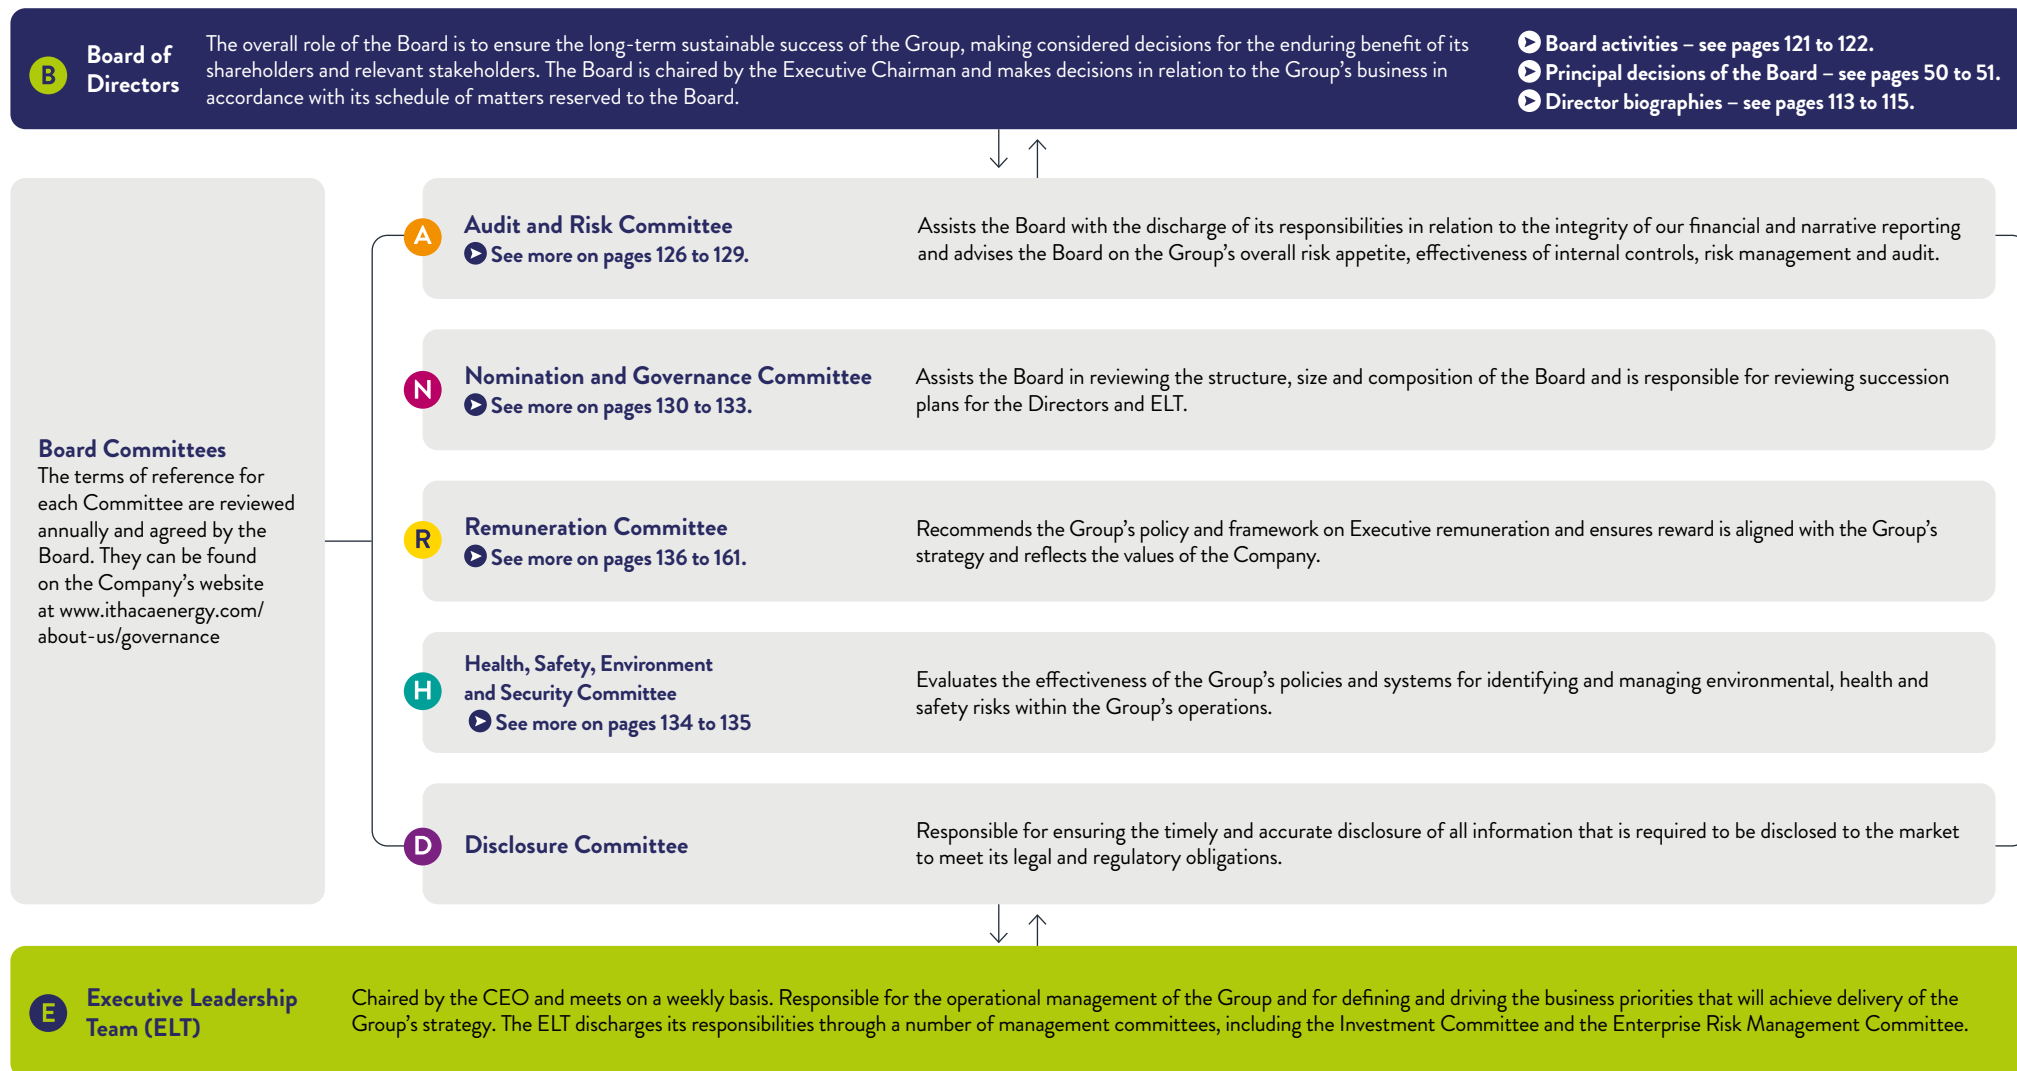 B
Board of
Directors
The overall role of the Board is to ensure the long-term sustainable success of the Group, making considered decisions for the enduring benefit of its
shareholders and relevant stakeholders. The Board is chaired by the Executive Chairman and makes decisions in relation to the Group's business in
accordance with its schedule of matters reserved to the Board.
Board activities – see pages 121 to 122.
Principal decisions of the Board – see pages 50 to 51.
Director biographies – see pages 113 to 115.
Board Committees
The terms of reference for
each Committee are reviewed
annually and agreed by the
Board. They can be found
on the Company's website
at www.ithacaenergy.com/
about-us/governance
A
Audit and Risk Committee
See more on pages 126 to 129.
Assists the Board with the discharge of its responsibilities in relation to the integrity of our financial and narrative reporting
and advises the Board on the Group's overall risk appetite, effectiveness of internal controls, risk management and audit.
N
Nomination and Governance Committee
See more on pages 130 to 133.
Assists the Board in reviewing the structure, size and composition of the Board and is responsible for reviewing succession
plans for the Directors and ELT.
R
Remuneration Committee
See more on pages 136 to 161.
Recommends the Group's policy and framework on Executive remuneration and ensures reward is aligned with the Group's
strategy and reflects the values of the Company.
H
Health, Safety, Environment
and Security Committee
See more on pages 134 to 135
Evaluates the effectiveness of the Group's policies and systems for identifying and managing environmental, health and
safety risks within the Group's operations.
D
Disclosure Committee
Responsible for ensuring the timely and accurate disclosure of all information that is required to be disclosed to the market
to meet its legal and regulatory obligations.
E
Executive Leadership
Team (ELT)
Chaired by the CEO and meets on a weekly basis. Responsible for the operational management of the Group and for defining and driving the business priorities that will achieve delivery of the
Group's strategy. The ELT discharges its responsibilities through a number of management committees, including the Investment Committee and the Enterprise Risk Management Committee.